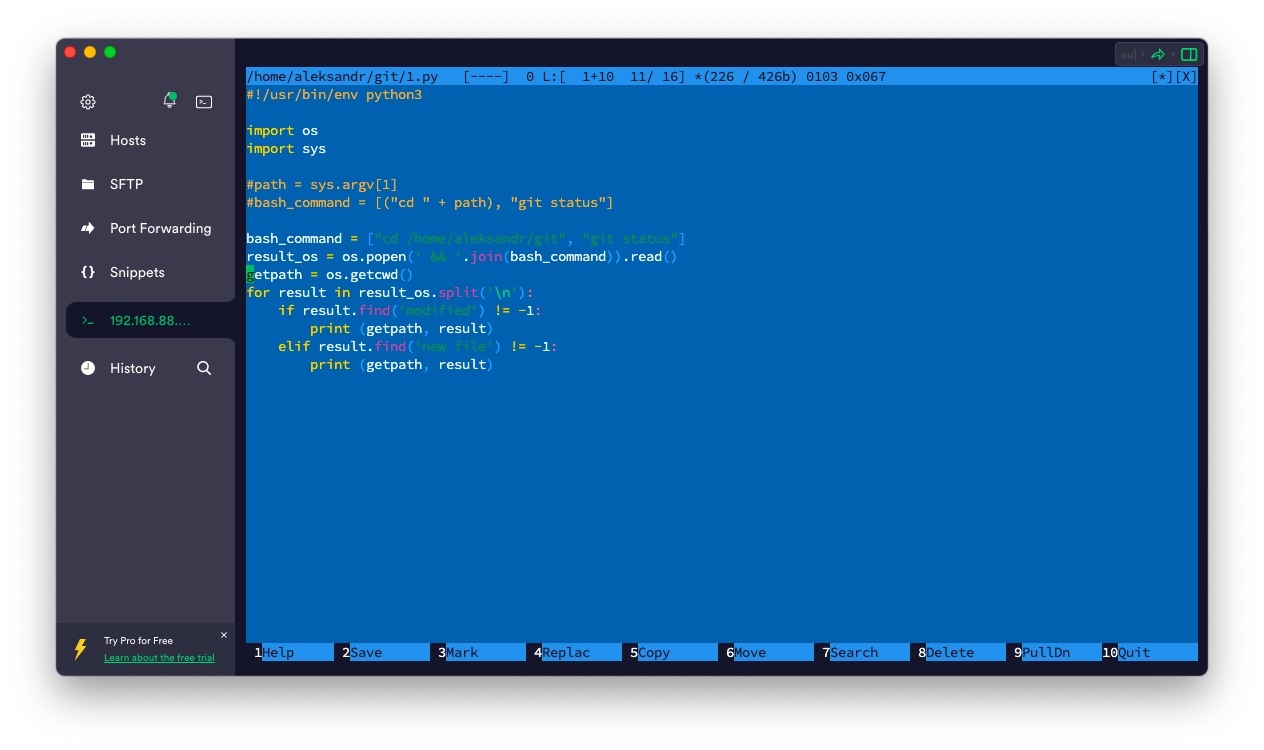 Hosts
SFTP
Port Forwarding
{} Snippets
>_ 192.168.88....
History
Try Pro for Free
×
Learn about the free trial
/home/aleksandr/git/1.py   [----]  0 L:[  1+10  11/ 16] *(226 / 426b) 0103 0x067   [*][X]
#!/usr/bin/env python3
import os
import sys
#path = sys.argv[1]
#bash_command = [("cd " + path), "git status"]
bash_command = ["cd /home/aleksandr/git", "git status"]
result_os = os.popen(' && '.join(bash_command)).read()
getpath = os.getcwd()
for result in result_os.split('\n'):
    if result.find('modified') != -1:
        print (getpath, result)
    elif result.find('new file') != -1:
        print (getpath, result)
1Help 2Save 3Mark 4Replac 5Copy 6Move 7Search 8Delete 9PullDn 10Quit